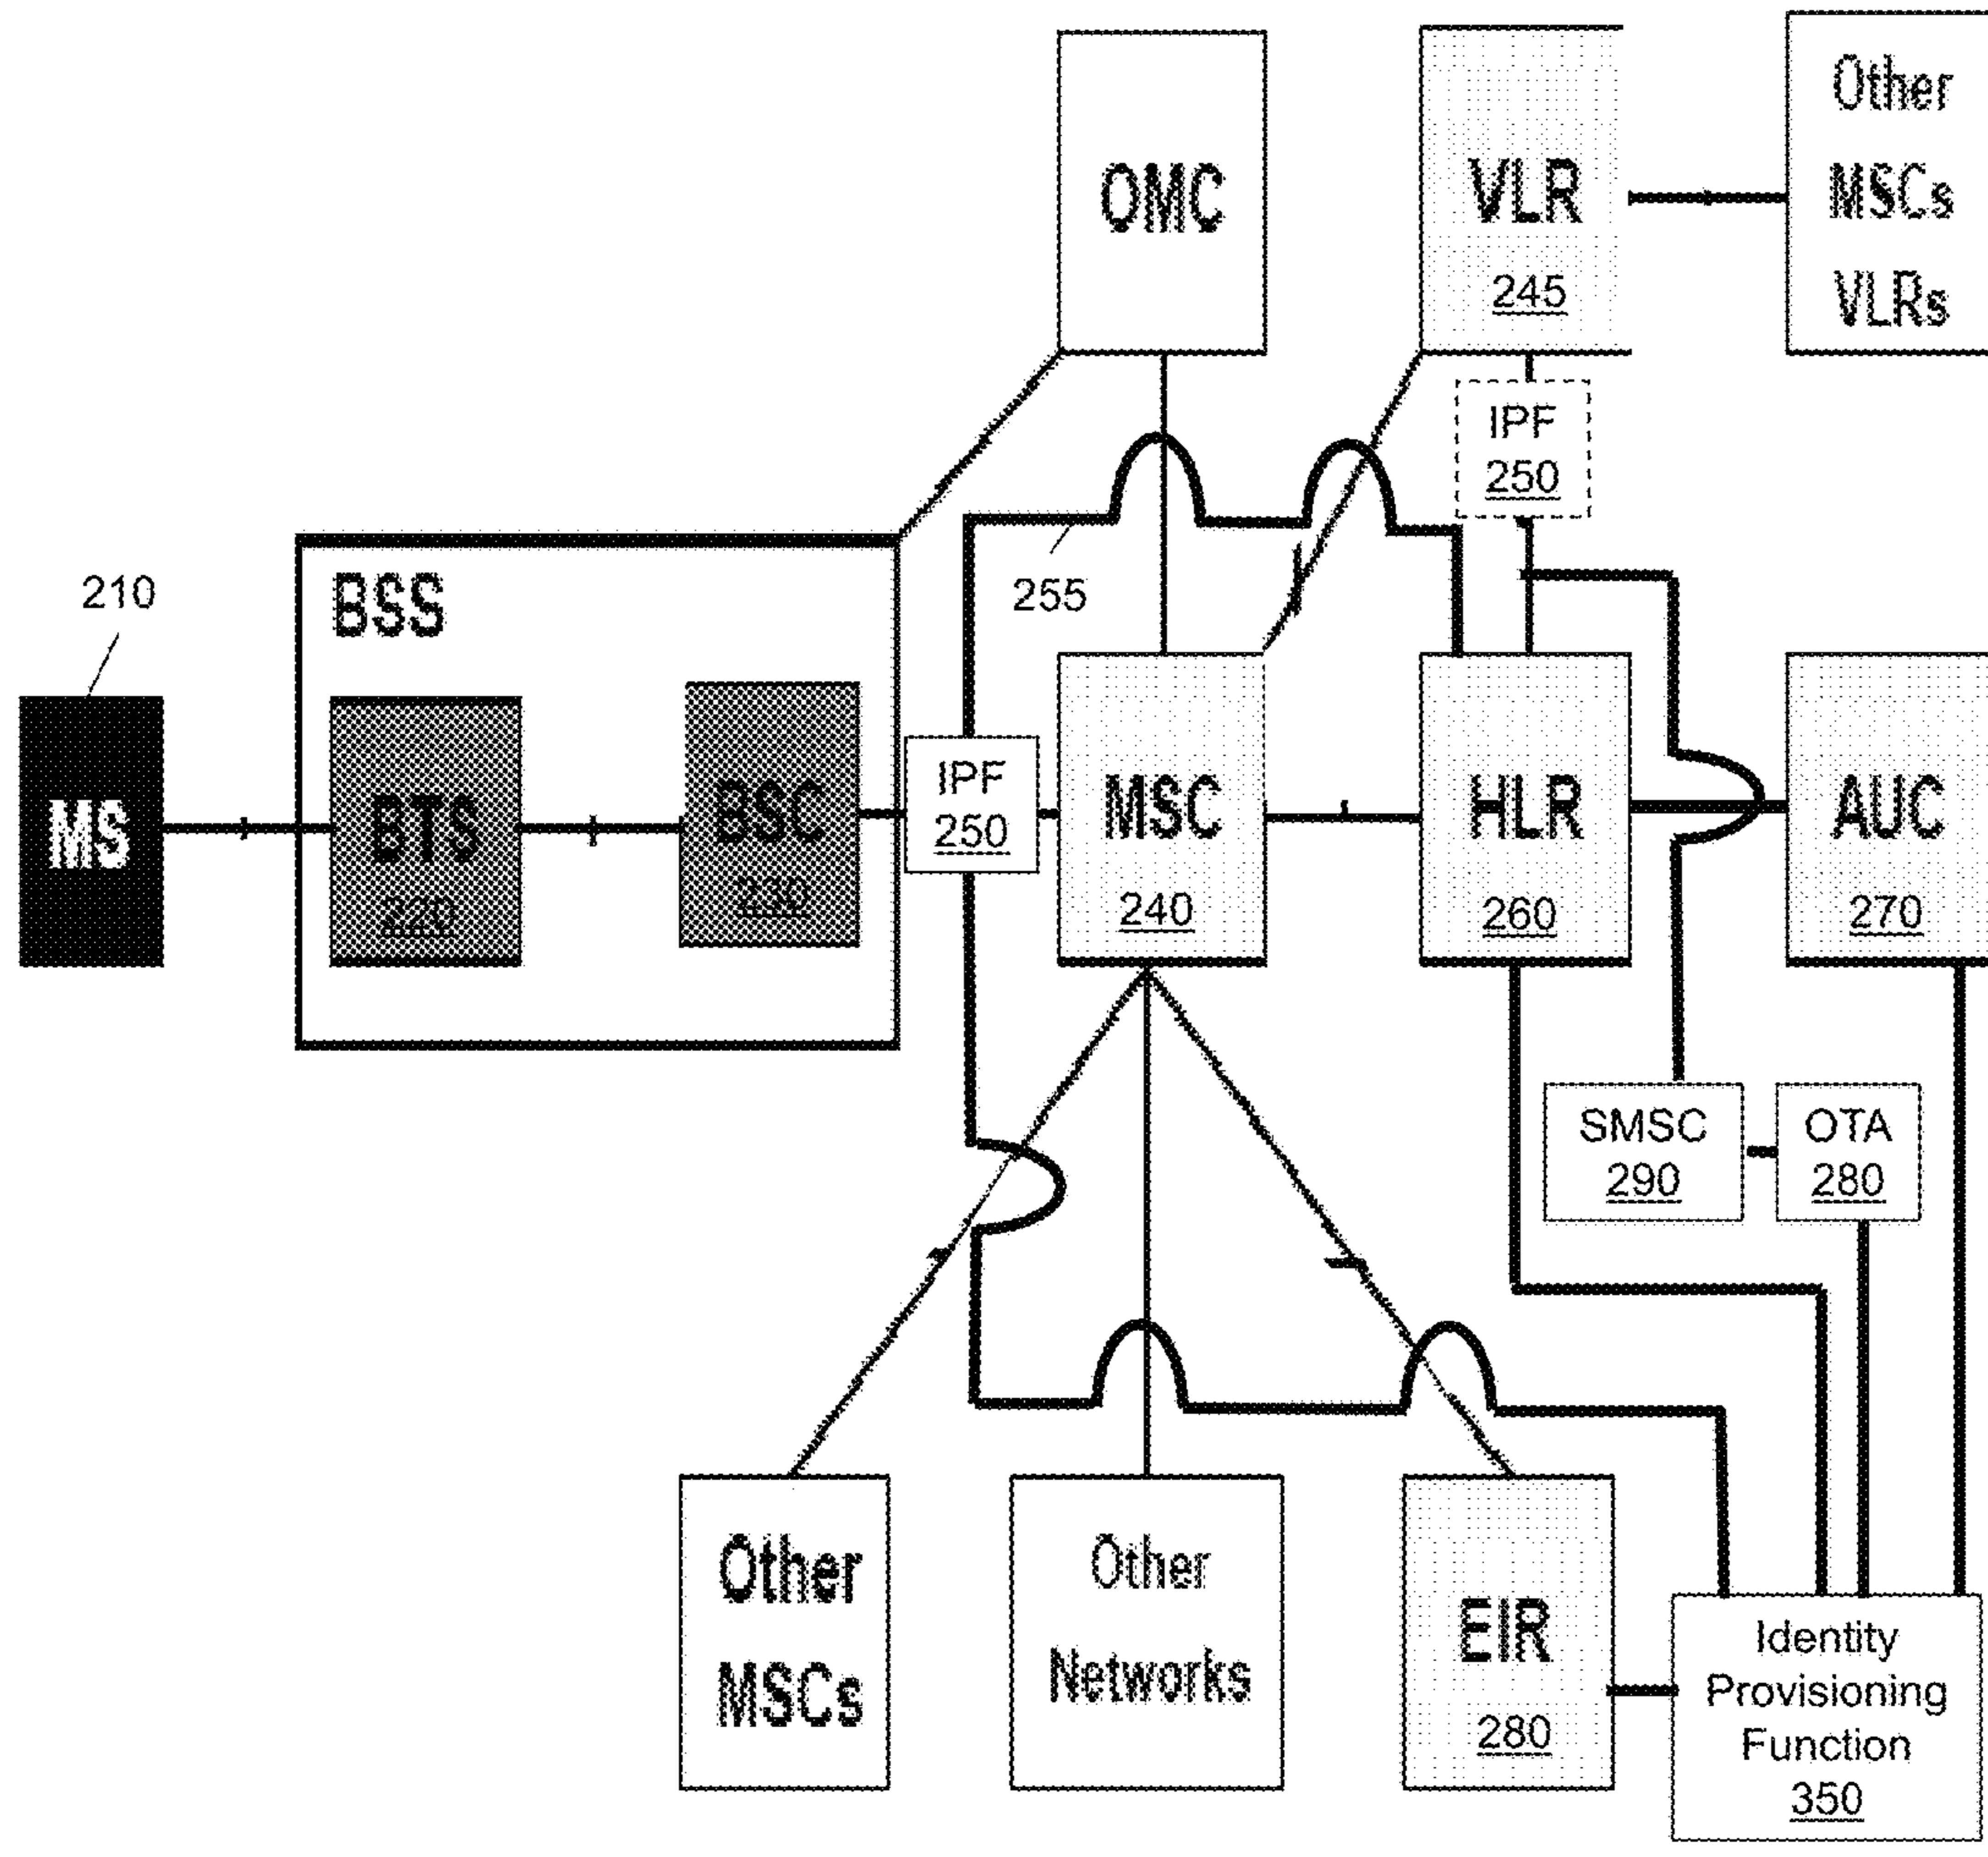 OMC
VLR
245
Other
MSCs
VLRs
IPF
250
255
210
BSS
MS
BTS
220
BSC
230
IPF
250
MSC
240
HLR
260
AUC
270
SMSC
290
OTA
280
Other
MSCs
Other
Networks
EIR
280
Identity
Provisioning
Function
350